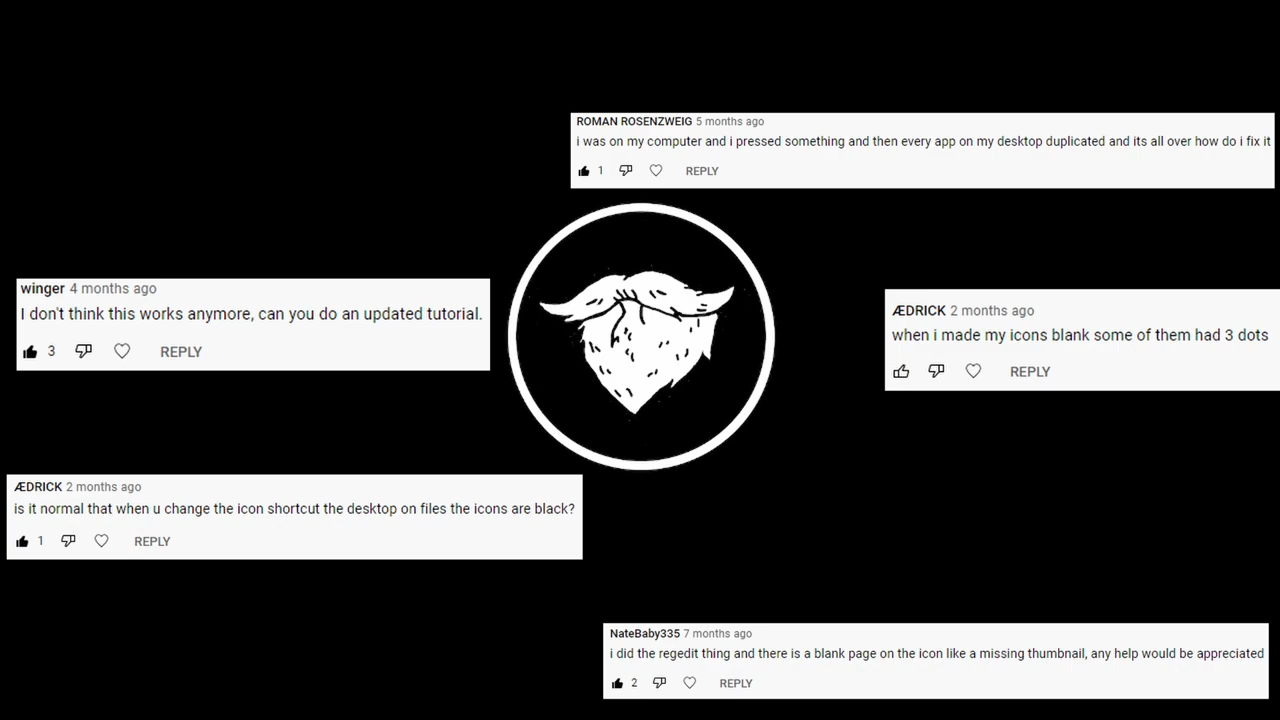 ROMAN ROSENZWEIG 5 months ago
i was on my computer and i pressed something and then every app on my desktop duplicated and its all over how do i fix it
1 REPLY
winger 4 months ago
I don't think this works anymore, can you do an updated tutorial.
3 REPLY
ÆDRICK 2 months ago
when i made my icons blank some of them had 3 dots
REPLY
ÆDRICK 2 months ago
is it normal that when u change the icon shortcut the desktop on files the icons are black?
1 REPLY
NateBaby335 7 months ago
i did the regedit thing and there is a blank page on the icon like a missing thumbnail, any help would be appreciated
2 REPLY